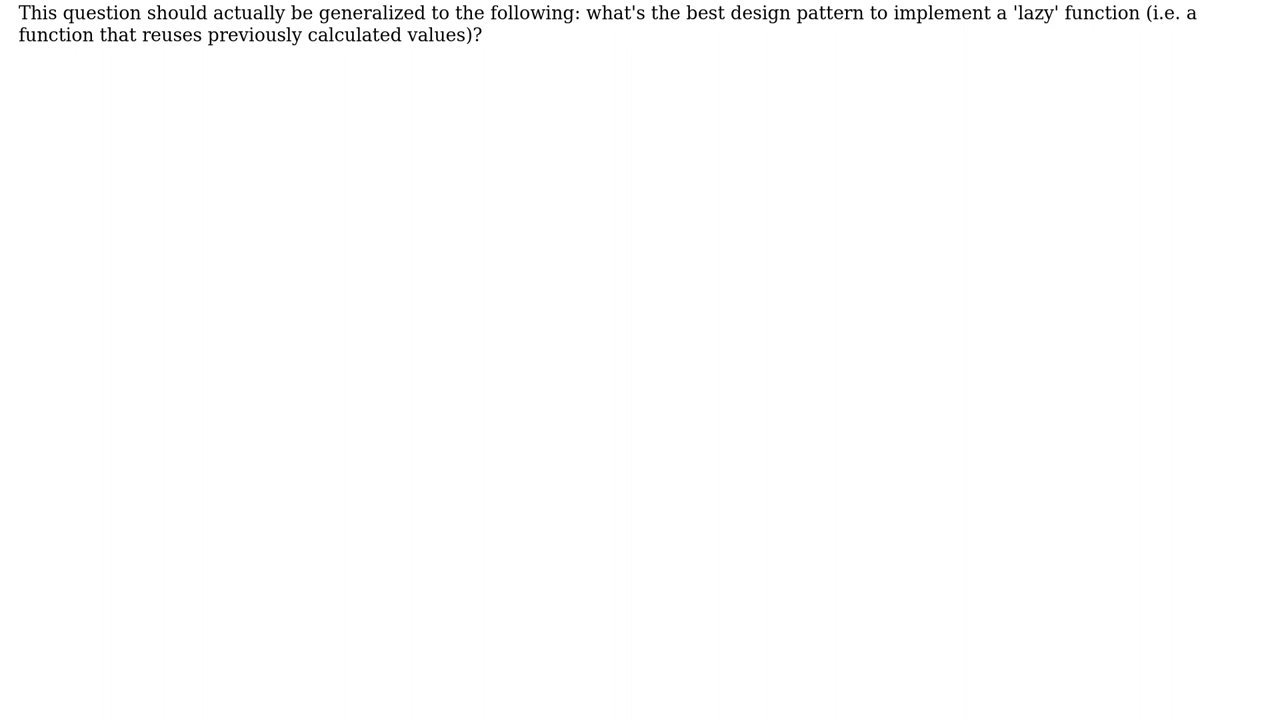 This question should actually be generalized to the following: what's the best design pattern to implement a 'lazy' function (i.e. a
function that reuses previously calculated values)?